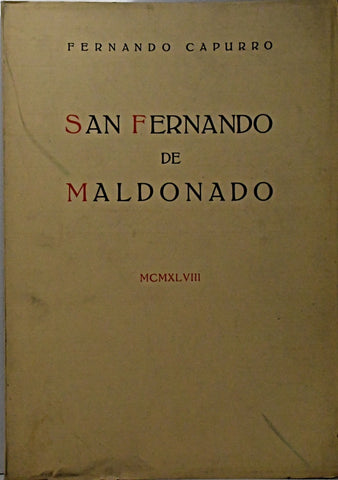 FERNANDO CAPURRO
SAN FERNANDO
DE
MALDONADO
MCMXLVIII